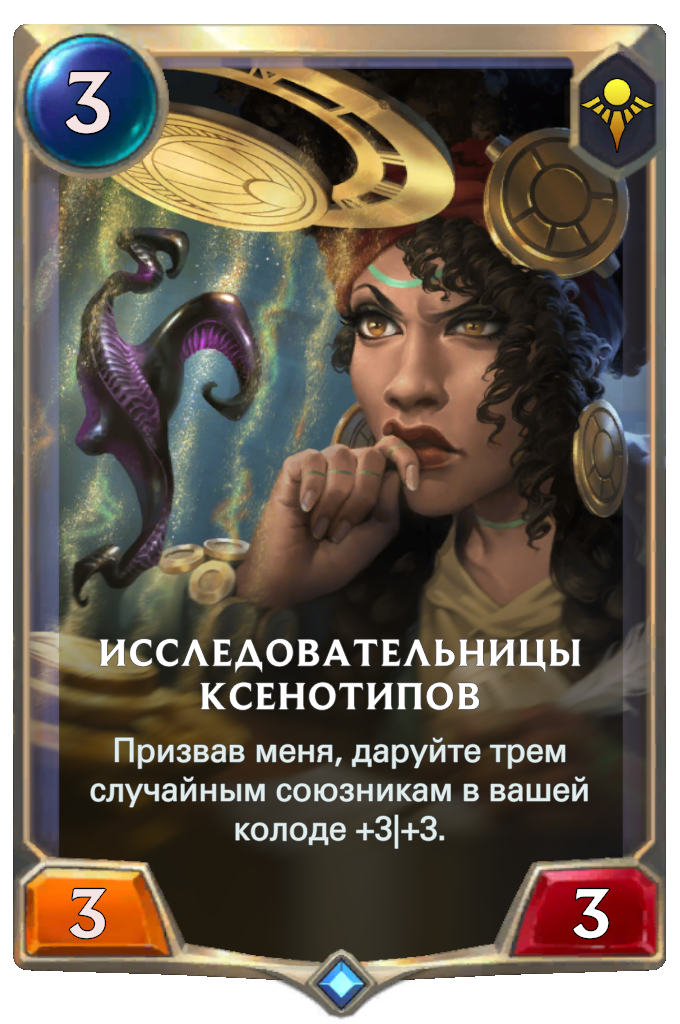 3
ИССЛЕДОВАТЕЛЬНИЦЫ
КСЕНОТИПОВ
Призвав меня, даруйте трем
случайным союзникам в вашей
колоде +3|+3.
3
3